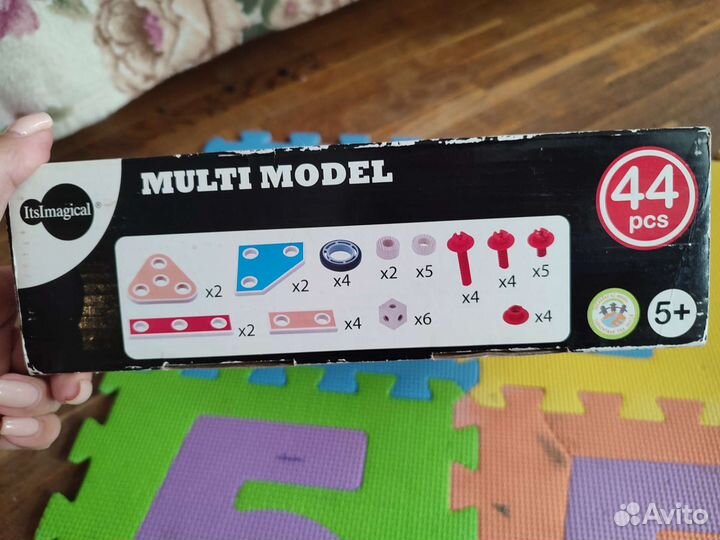 ItsImagical®
MULTI MODEL
44
pcs
x2
x2
x4
x2
x5
x4
x4
x5
x2
x4
x6
x4
5+
Avito